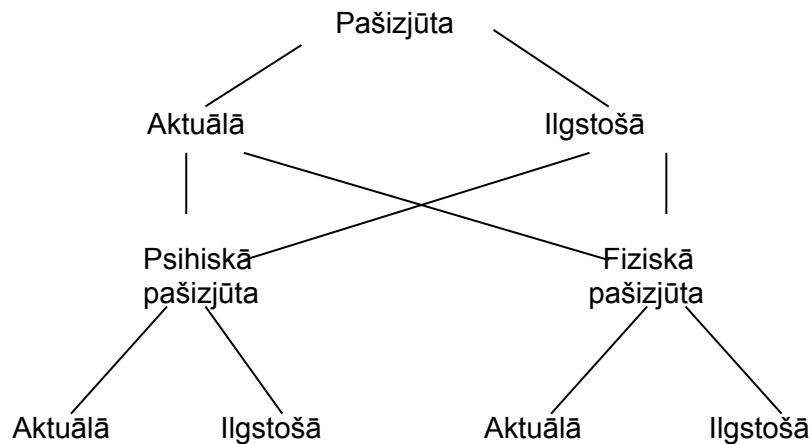 Pašizjūta
Aktuālā
Ilgstošā
Psihiskā
pašizjūta
Fiziskā
pašizjūta
Aktuālā
Ilgstošā
Aktuālā
Ilgstošā